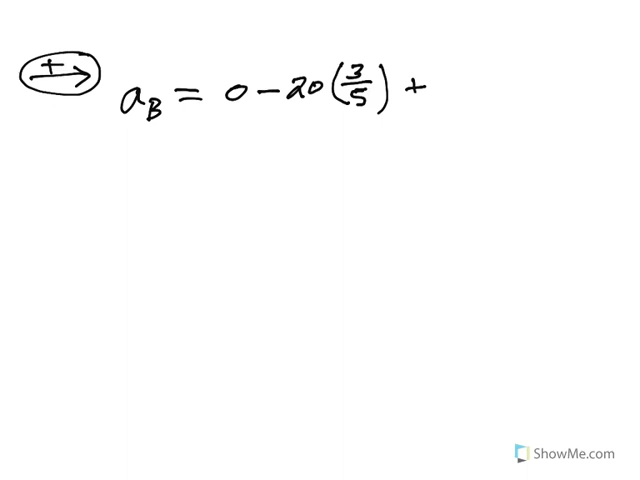 +→ a_B = 0 - 20(3/5) +
ShowMe.com